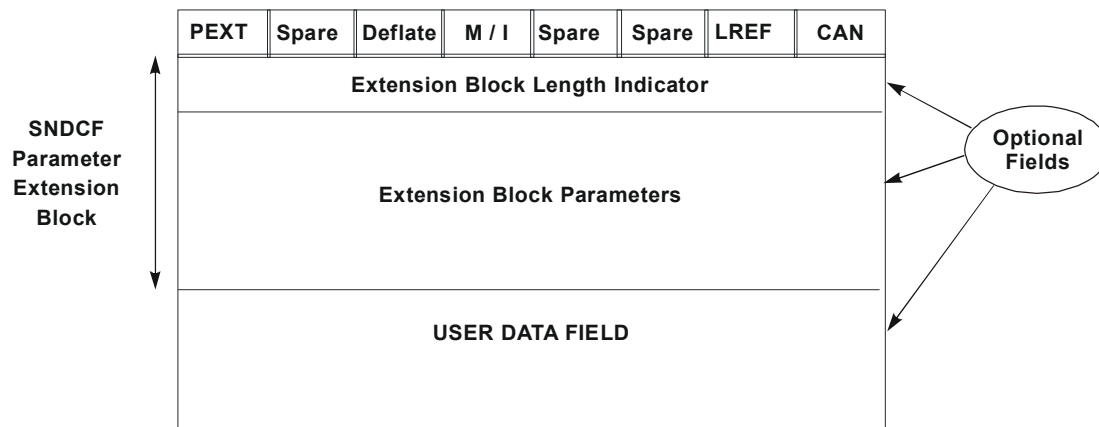 PEXT Spare Deflate M / I Spare Spare LREF CAN
Extension Block Length Indicator
SNDCF
Parameter
Extension
Block
Extension Block Parameters
Optional
Fields
USER DATA FIELD